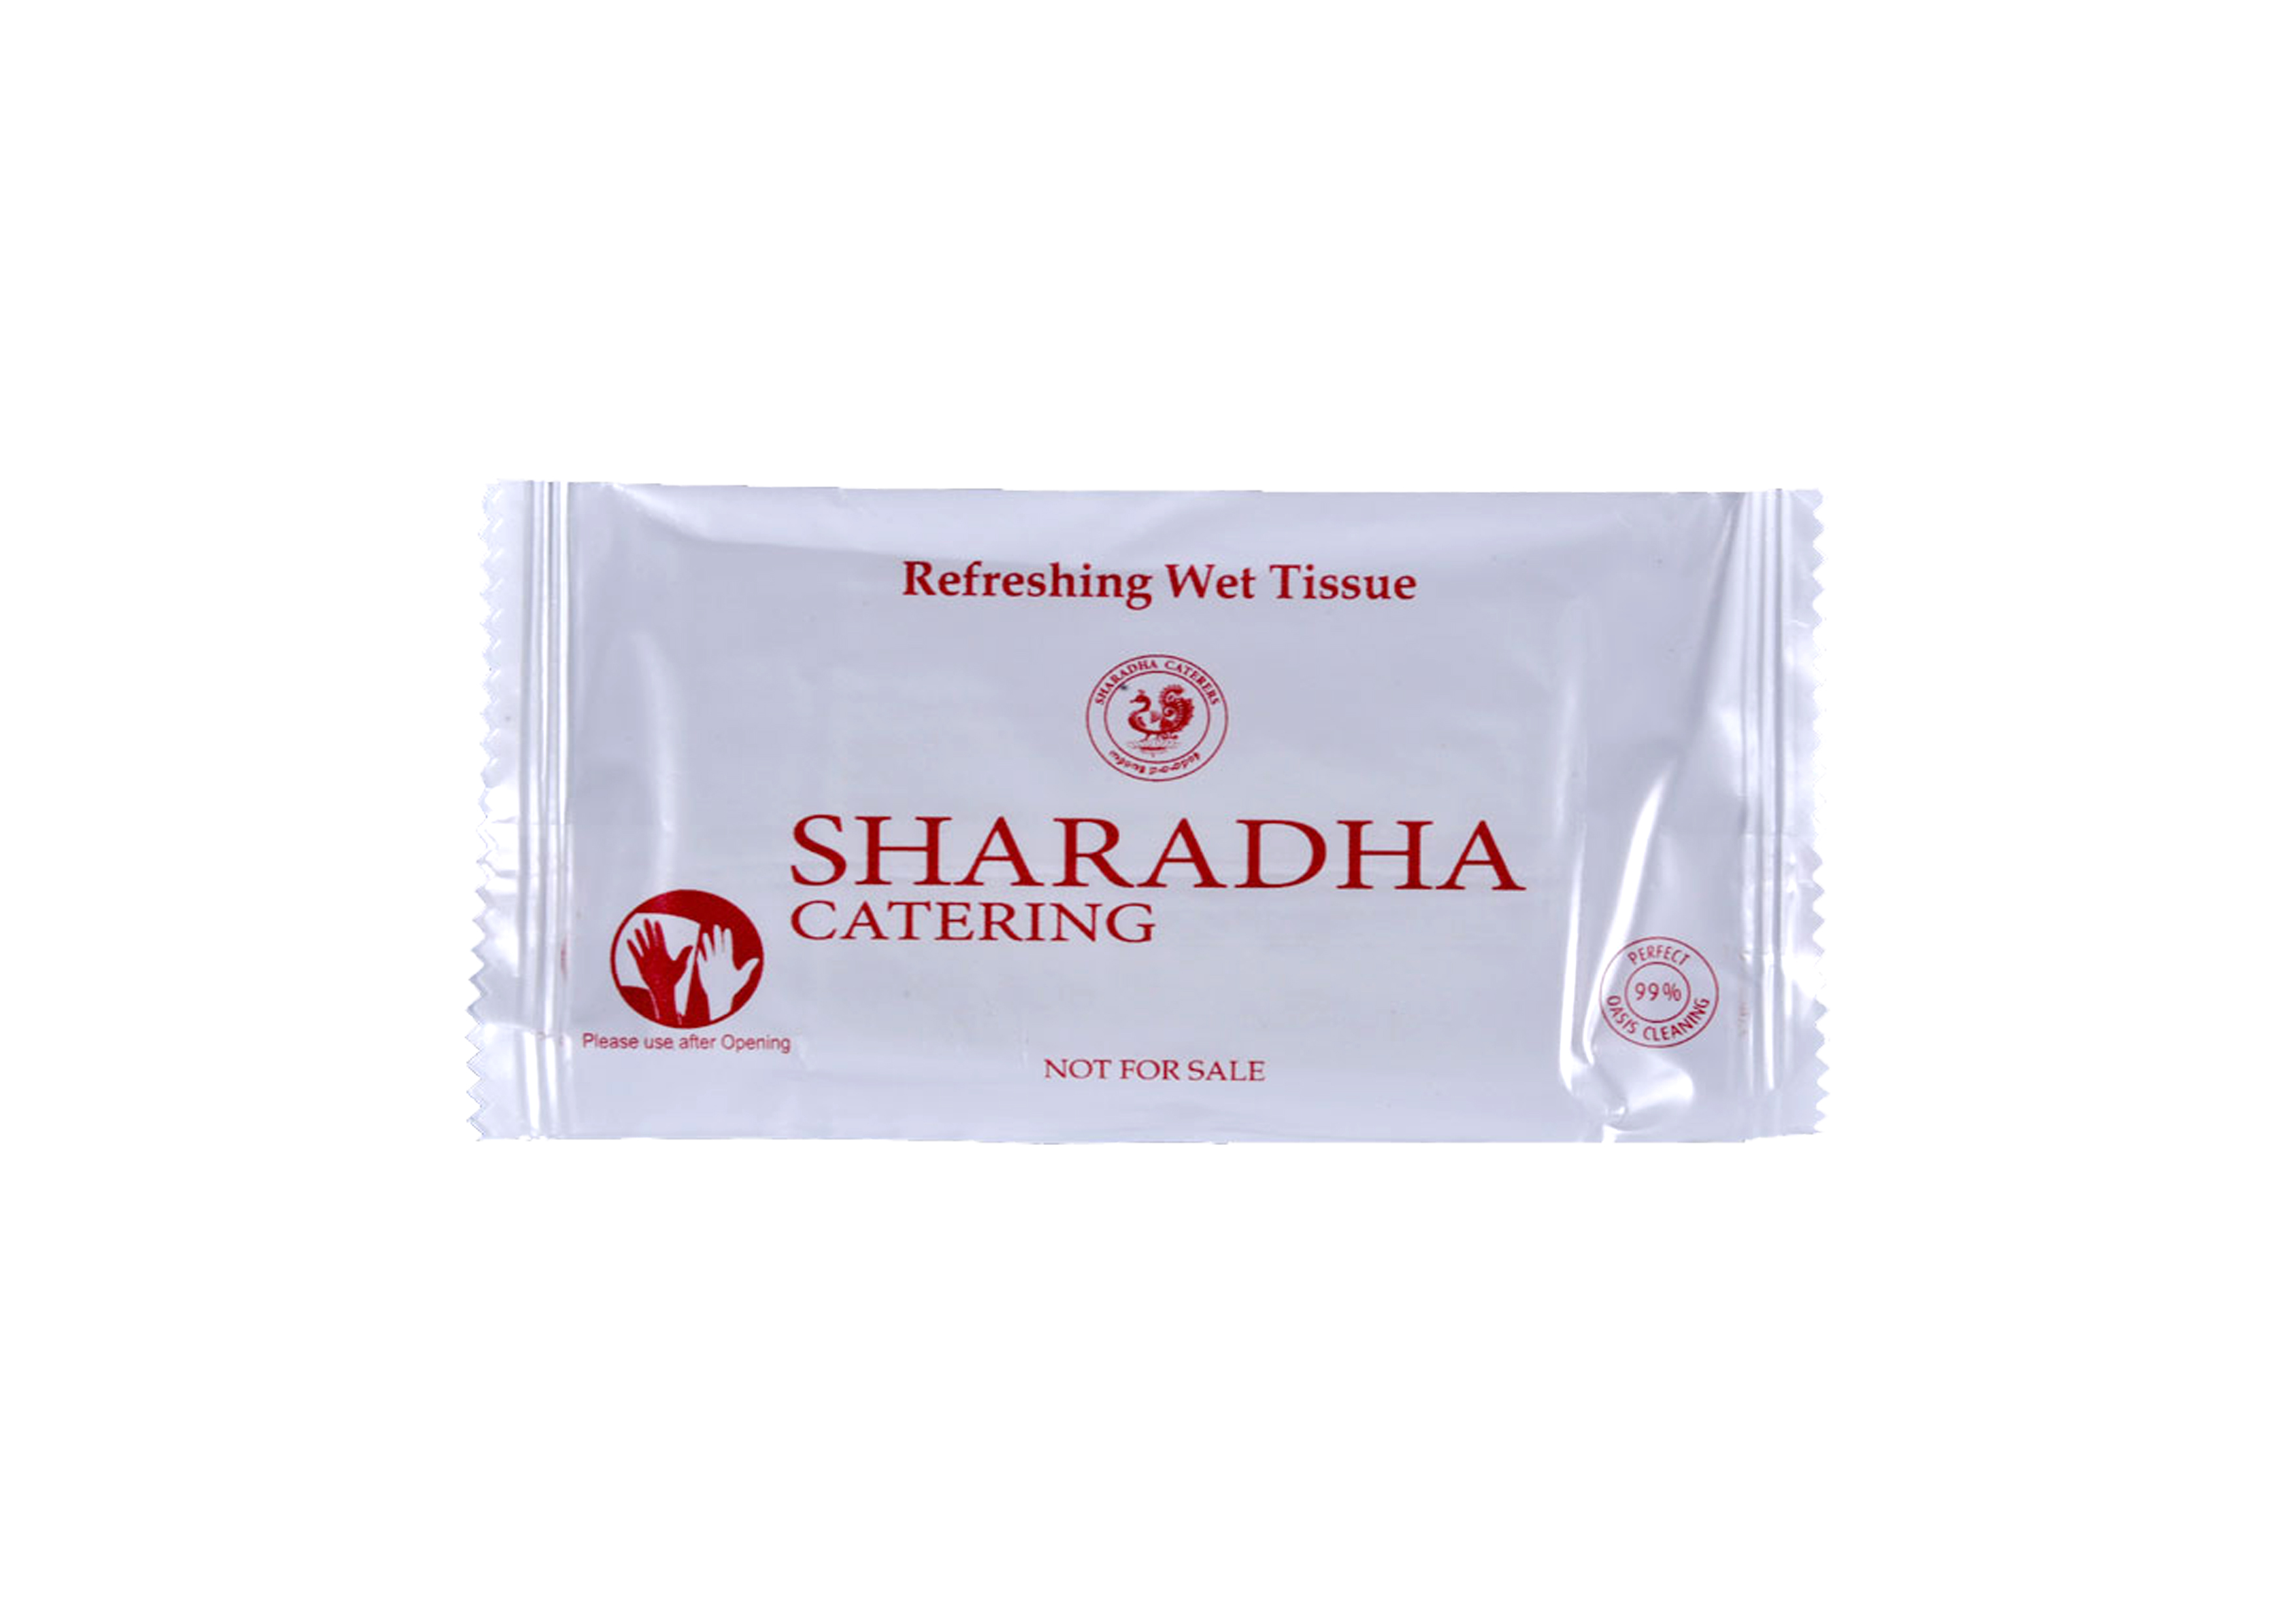 Refreshing Wet Tissue
SHARADHA CATERERS
SHARADHA
CATERING
Please use after Opening
PERFECT
99%
OASIS CLEANING
NOT FOR SALE